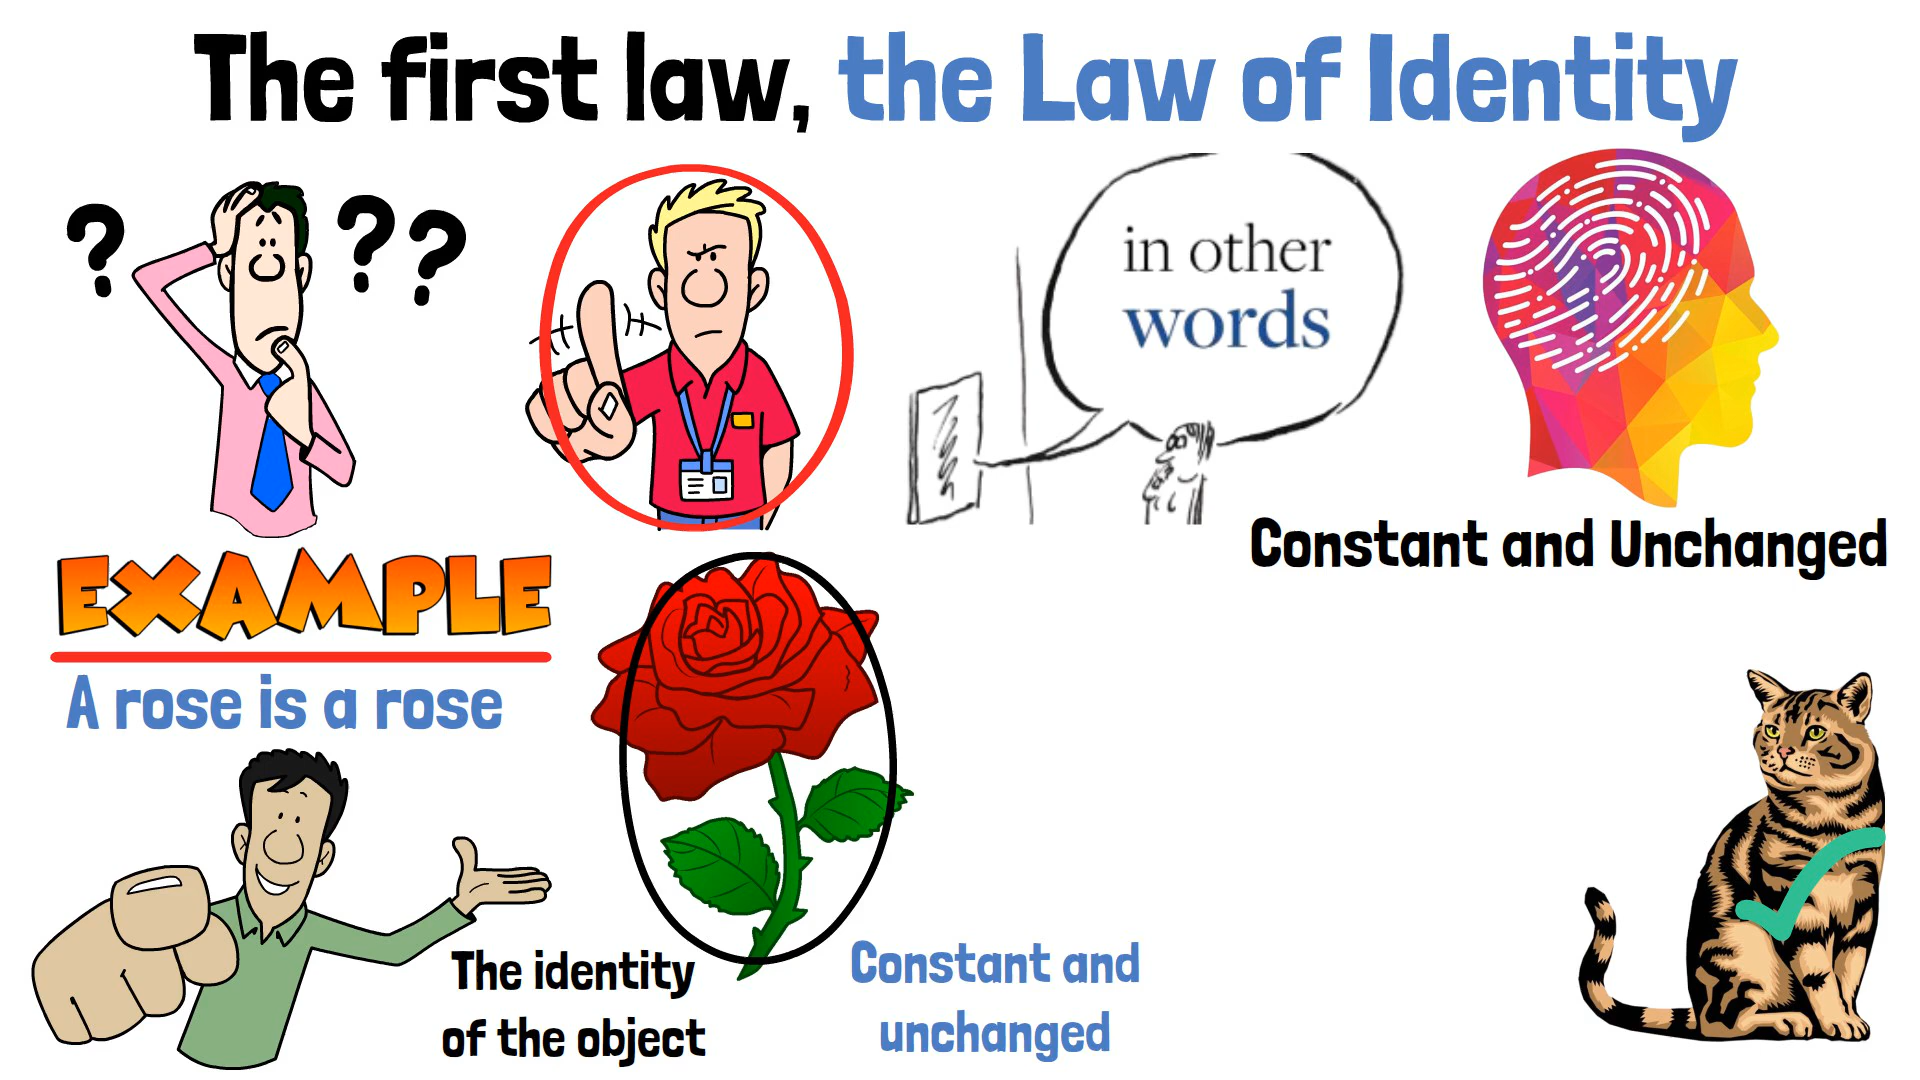 The first law, the Law of Identity
? ? ?
in other
words
Constant and Unchanged
EXAMPLE
A rose is a rose
The identity
of the object
Constant and
unchanged